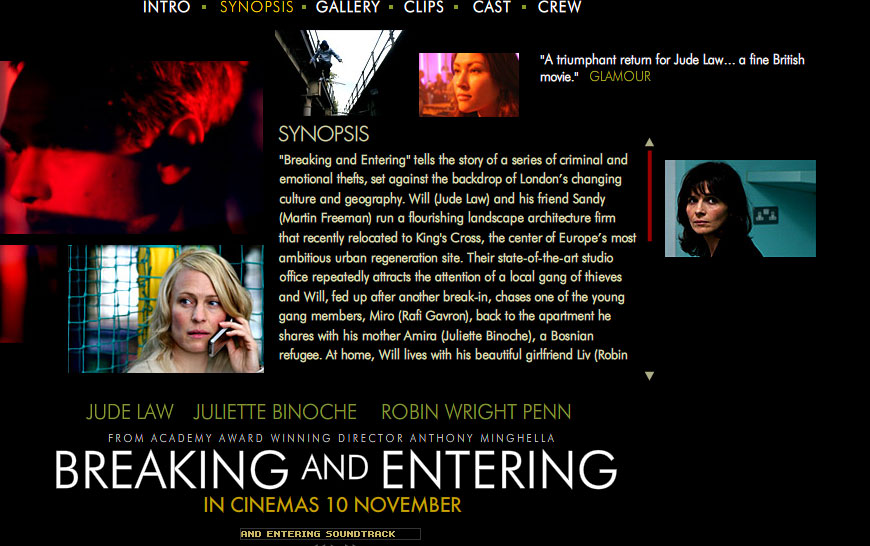 INTRO SYNOPSIS GALLERY CLIPS CAST CREW
"A triumphant return for Jude Law... a fine British
movie." GLAMOUR
SYNOPSIS
"Breaking and Entering" tells the story of a series of criminal and
emotional thefts, set against the backdrop of London's changing
culture and geography. Will (Jude Law) and his friend Sandy
(Martin Freeman) run a flourishing landscape architecture firm
that recently relocated to King's Cross, the center of Europe's most
ambitious urban regeneration site. Their state-of-the-art studio
office repeatedly attracts the attention of a local gang of thieves
and Will, fed up after another break-in, chases one of the young
gang members, Miro (Rafi Gavron), back to the apartment he
shares with his mother Amira (Juliette Binoche), a Bosnian
refugee. At home, Will lives with his beautiful girlfriend Liv (Robin
JUDE LAW JULIETTE BINOCHE ROBIN WRIGHT PENN
FROM ACADEMY AWARD WINNING DIRECTOR ANTHONY MINGHELLA
BREAKING AND ENTERING
IN CINEMAS 10 NOVEMBER
AND ENTERING SOUNDTRACK